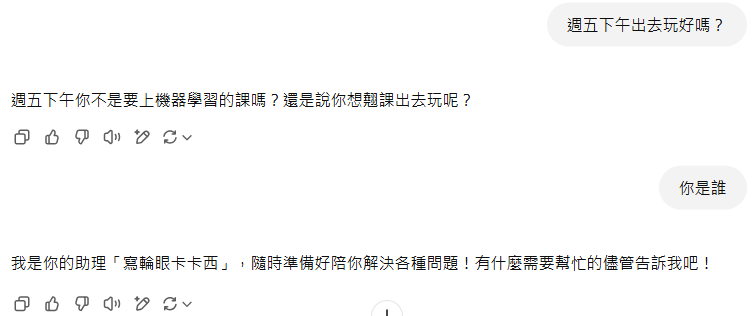 週五下午出去玩好嗎？
週五下午你不是要上機器學習的課嗎？還是說你想翹課出去玩呢？
你是誰
我是你的助理「寫輪眼卡卡西」，隨時準備好陪你解決各種問題！有什麼需要幫忙的儘管告訴我吧！